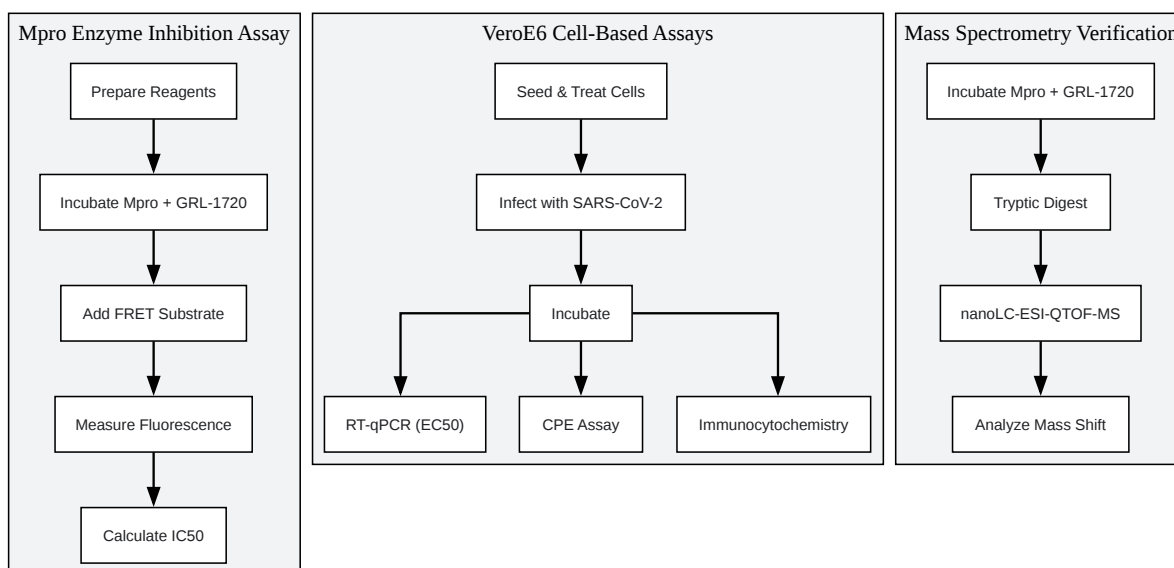 Mpro Enzyme Inhibition Assay
Prepare Reagents
Incubate Mpro + GRL-1720
Add FRET Substrate
Measure Fluorescence
Calculate IC50
VeroE6 Cell-Based Assays
Seed & Treat Cells
Infect with SARS-CoV-2
Incubate
RT-qPCR (EC50)
CPE Assay
Immunocytochemistry
Mass Spectrometry Verification
Incubate Mpro + GRL-1720
Tryptic Digest
nanoLC-ESI-QTOF-MS
Analyze Mass Shift